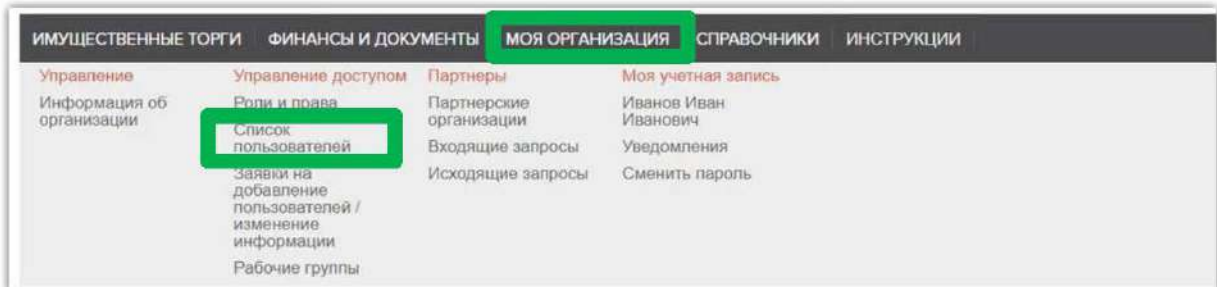 ИМУЩЕСТВЕННЫЕ ТОРГИ ФИНАНСЫ И ДОКУМЕНТЫ МОЯ ОРГАНИЗАЦИЯ СПРАВОЧНИКИ ИНСТРУКЦИИ
Управление
Информация об
организации
Управление доступом
Роли и права
Список
пользователей
Заявки на
добавление
пользователей /
изменение
информации
Рабочие группы
Партнеры
Партнерские
организации
Входящие запросы
Исходящие запросы
Моя учетная запись
Иванов Иван
Иванович
Уведомления
Сменить пароль